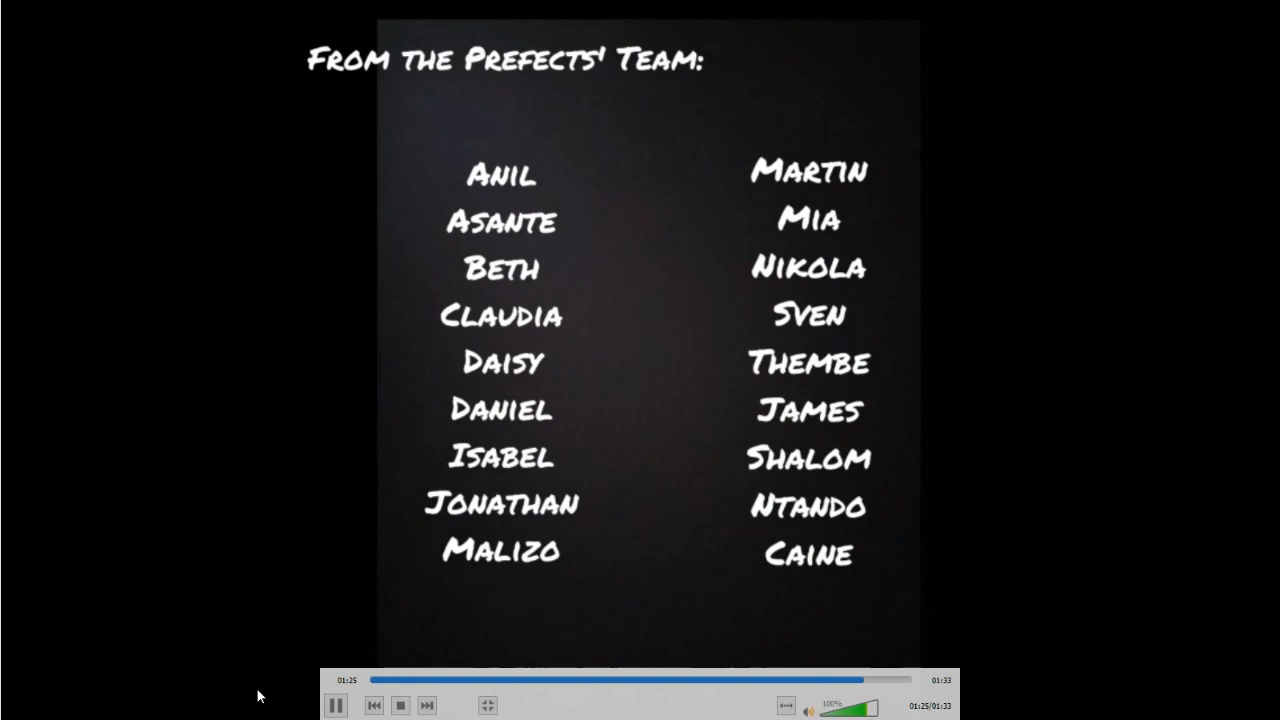 From the Prefects' Team:
Anil
Asante
Beth
Claudia
Daisy
Daniel
Isabel
Jonathan
Malizo
Martin
Mia
Nikola
Sven
Thembe
James
Shalom
Ntando
Caine
01:25
01:33
100%
01:25/01:33